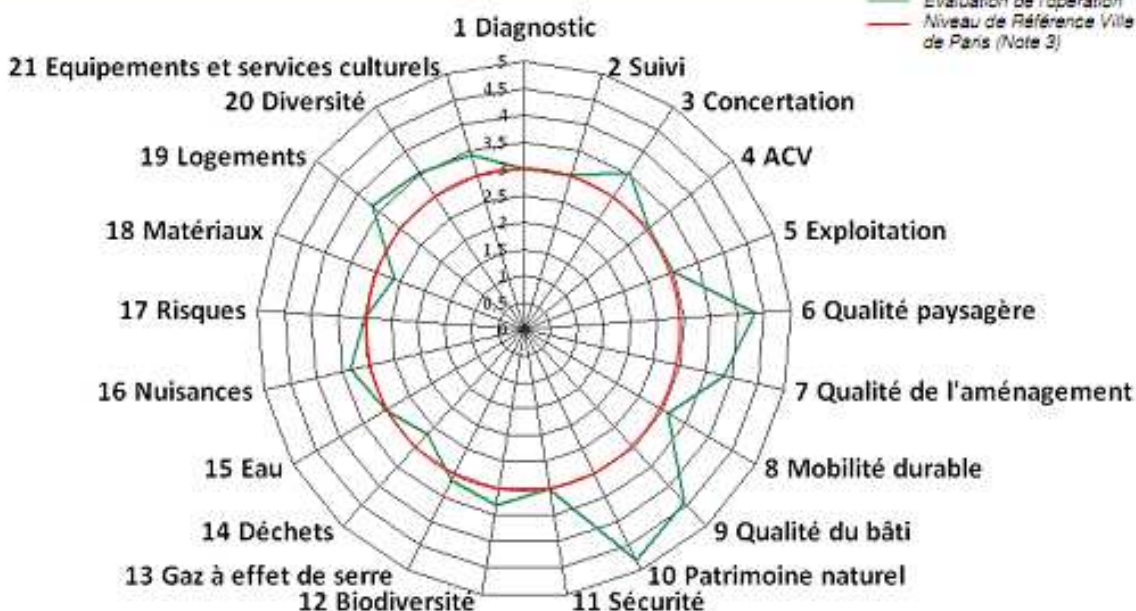 Evaluation de l'opération
Niveau de Référence Ville
de Paris (Note 3)
1 Diagnostic
2 Suivi
3 Concertation
4 ACV
5 Exploitation
6 Qualité paysagère
7 Qualité de l'aménagement
8 Mobilité durable
9 Qualité du bâti
10 Patrimoine naturel
11 Sécurité
12 Biodiversité
13 Gaz à effet de serre
14 Déchets
15 Eau
16 Nuisances
17 Risques
18 Matériaux
19 Logements
20 Diversité
21 Equipements et services culturels
5
4,5
4
3,5
3
2,5
2
1,5
1
0,5
0